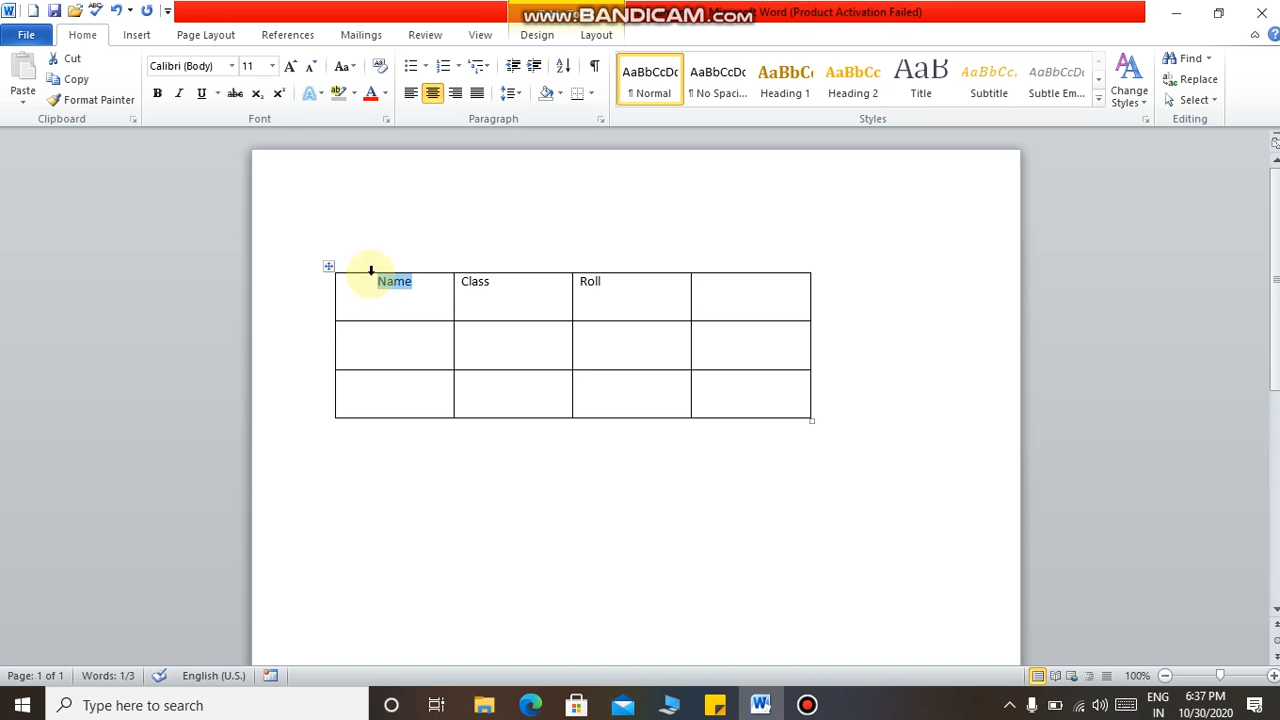 www.BANDICAM.com
Microsoft Word (Product Activation Failed)
File
Home
Insert
Page Layout
References
Mailings
Review
View
Design
Layout
Paste
Cut
Copy
Format Painter
Clipboard
Calibri (Body)
11
Font
Paragraph
AaBbCcDc
¶ Normal
AaBbCcDc
¶ No Spaci...
AaBbCc
Heading 1
AaBbCc
Heading 2
AaB
Title
AaBbCc.
Subtitle
AaBbCcDc
Subtle Em...
Change
Styles
Styles
Find
Replace
Select
Editing
Name
Class
Roll
Page: 1 of 1
Words: 1/3
English (U.S.)
100%
Type here to search
ENG
IN
6:37 PM
10/30/2020